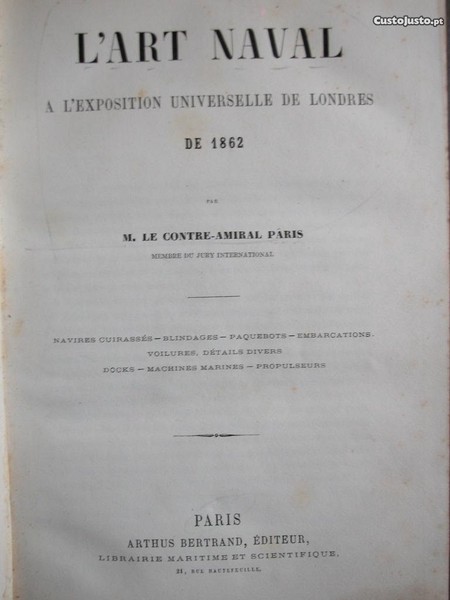 CustoJusto.pt
L'ART NAVAL
A L'EXPOSITION UNIVERSELLE DE LONDRES
DE 1862
PAR
M. LE CONTRE-AMIRAL PÂRIS
MEMBRE DU JURY INTERNATIONAL
NAVIRES CUIRASSÉS — BLINDAGES — PAQUEBOTS — EMBARCATIONS.
VOILURES, DÉTAILS DIVERS
DOCKS — MACHINES MARINES — PROPULSEURS
PARIS
ARTHUS BERTRAND, ÉDITEUR,
LIBRAIRIE MARITIME ET SCIENTIFIQUE,
21, RUE HAUTEFEUILLE.